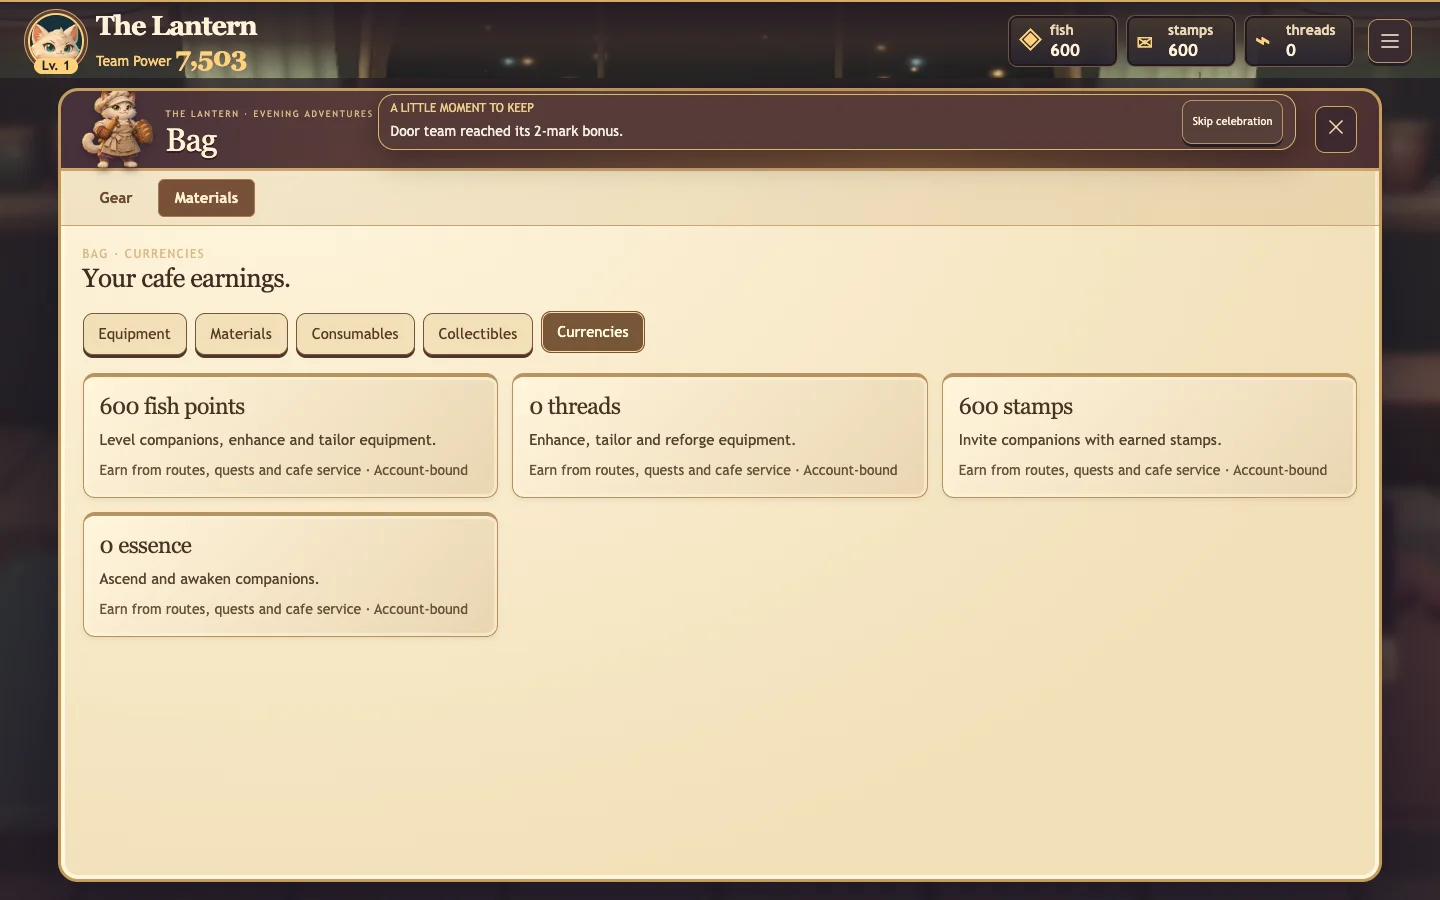 The Lantern
Team Power 7,503
Lv. 1
fish
600
stamps
600
threads
0
THE LANTERN · EVENING ADVENTURES
Bag
A LITTLE MOMENT TO KEEP
Door team reached its 2-mark bonus.
Skip celebration
Gear
Materials
BAG · CURRENCIES
Your cafe earnings.
Equipment
Materials
Consumables
Collectibles
Currencies
600 fish points
Level companions, enhance and tailor equipment.
Earn from routes, quests and cafe service · Account-bound
0 threads
Enhance, tailor and reforge equipment.
Earn from routes, quests and cafe service · Account-bound
600 stamps
Invite companions with earned stamps.
Earn from routes, quests and cafe service · Account-bound
0 essence
Ascend and awaken companions.
Earn from routes, quests and cafe service · Account-bound